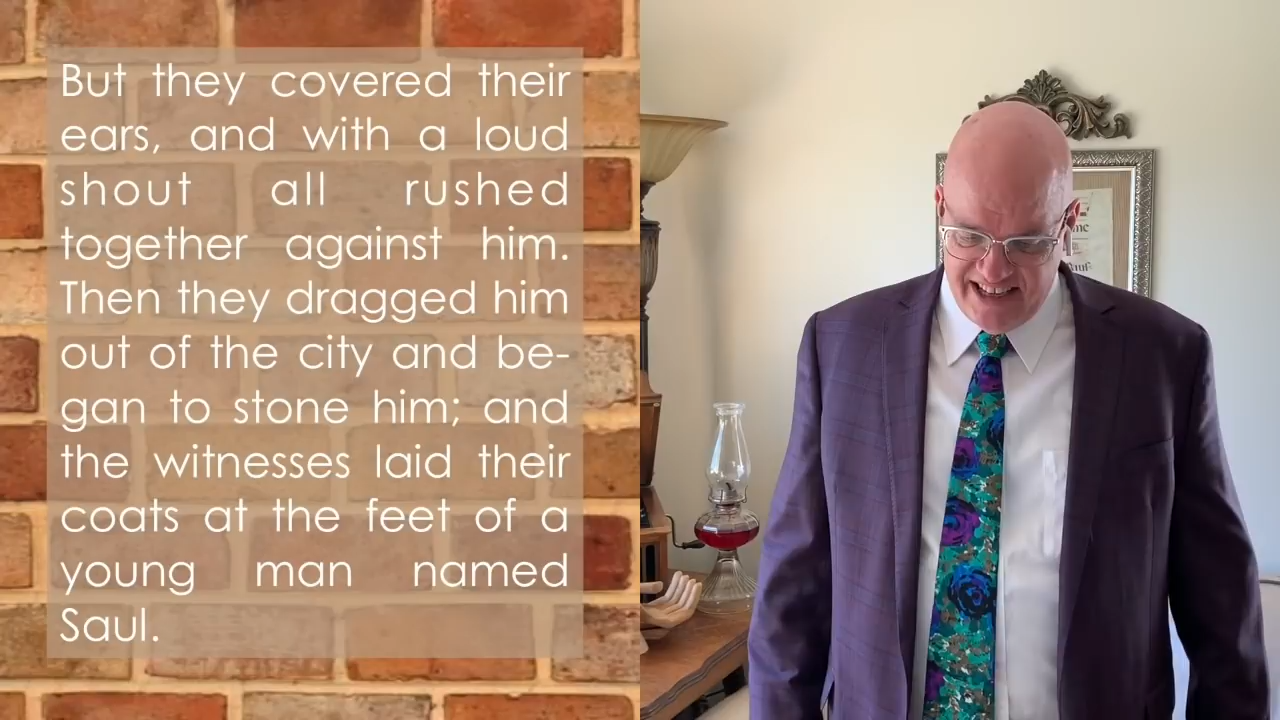 But they covered their
ears, and with a loud
shout all rushed
together against him.
Then they dragged him
out of the city and be-
gan to stone him; and
the witnesses laid their
coats at the feet of a
young man named
Saul.